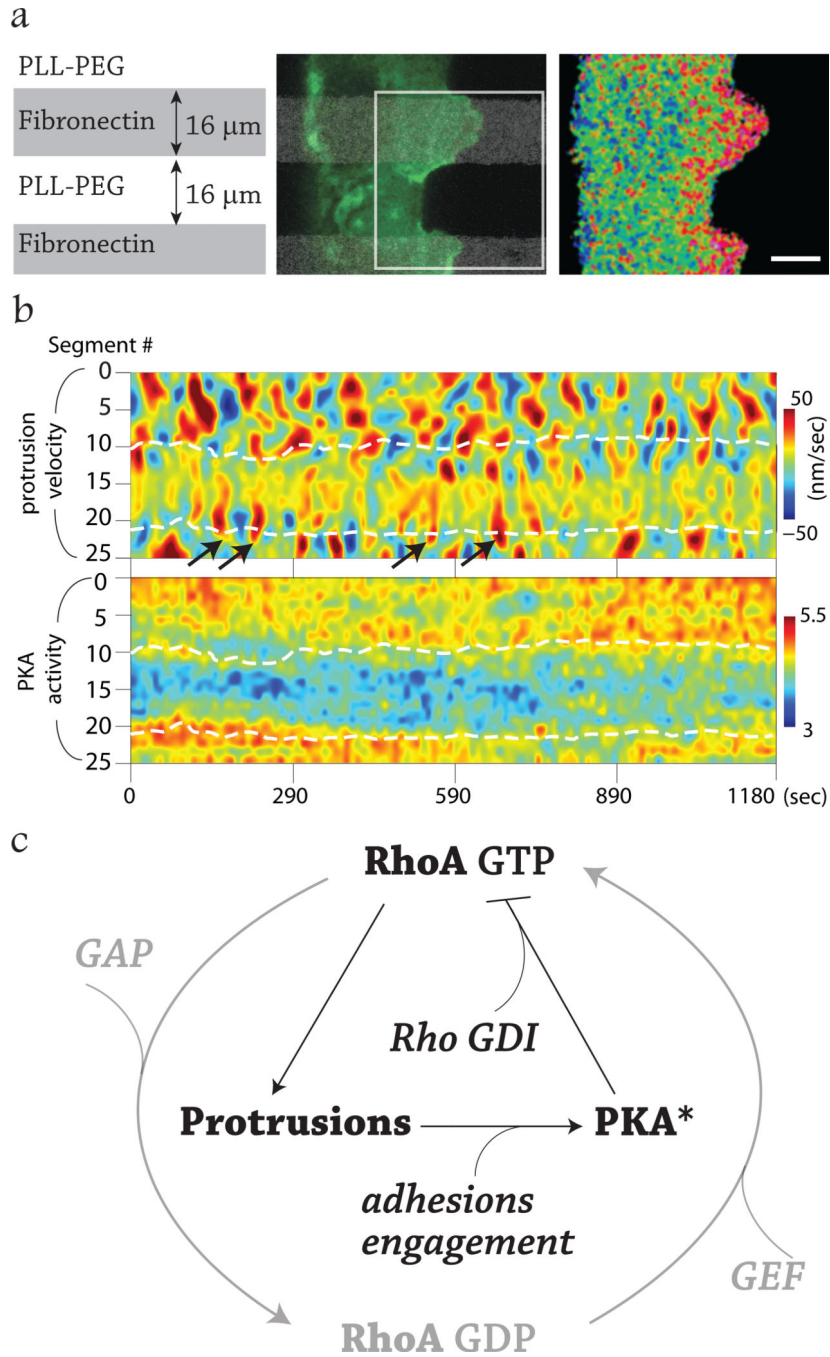 a
PLL-PEG
Fibronectin
16 µm
PLL-PEG
16 µm
Fibronectin
b
Segment #
0
5
10
15
20
25
protrusion
velocity
50
(nm/sec)
−50
0
5
10
15
20
25
PKA
activity
5.5
3
0
290
590
890
1180 (sec)
c
RhoA GTP
GAP
Rho GDI
Protrusions
PKA*
adhesions
engagement
GEF
RhoA GDP